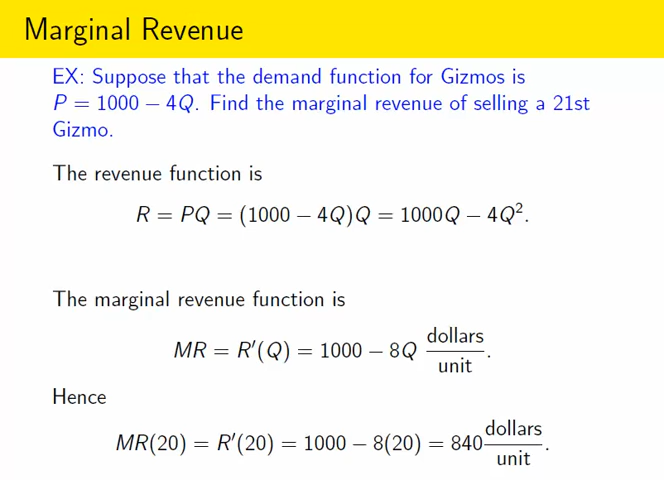 Marginal Revenue
EX: Suppose that the demand function for Gizmos is
P = 1000 − 4Q. Find the marginal revenue of selling a 21st
Gizmo.
The revenue function is
R = PQ = (1000 − 4Q)Q = 1000Q − 4Q².
The marginal revenue function is
MR = R′(Q) = 1000 − 8Q dollars/unit.
Hence
MR(20) = R′(20) = 1000 − 8(20) = 840 dollars/unit.